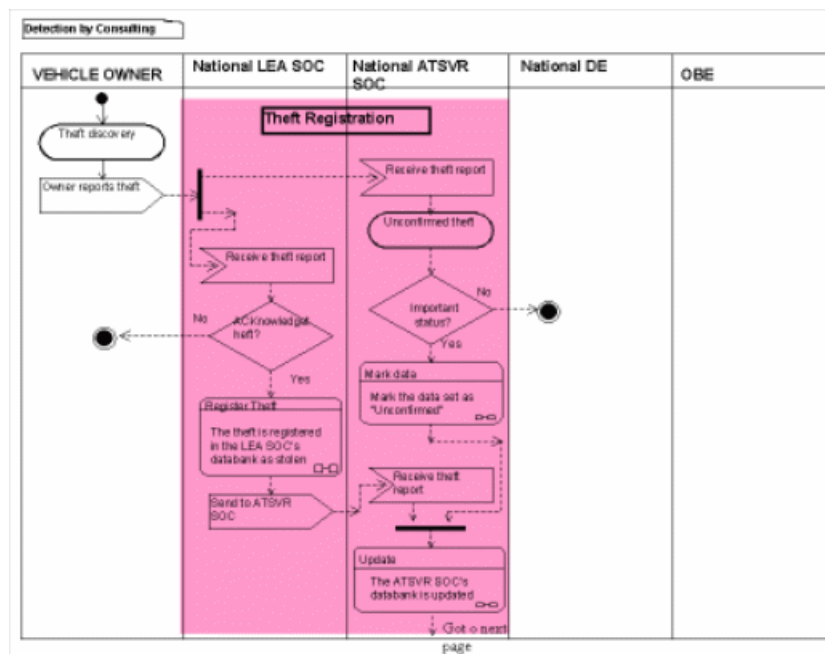 Detection by Consulting
VEHICLE OWNER
National LEA SOC
National ATSVR
SOC
National DE
OBE
Theft Registration
Theft discovery
Owner reports theft
Receive theft report
Unconfirmed theft
Receive theft report
No
Important
status?
No
ACKnowledget
heft?
Yes
Yes
Mark data
Mark the data set as
"Unconfirmed"
Register Theft
The theft is registered
in the LEA SOC's
databank as stolen
Receive theft
report
Send to ATSVR
SOC
Update
The ATSVR SOC's
databank is updated
Got o next
page